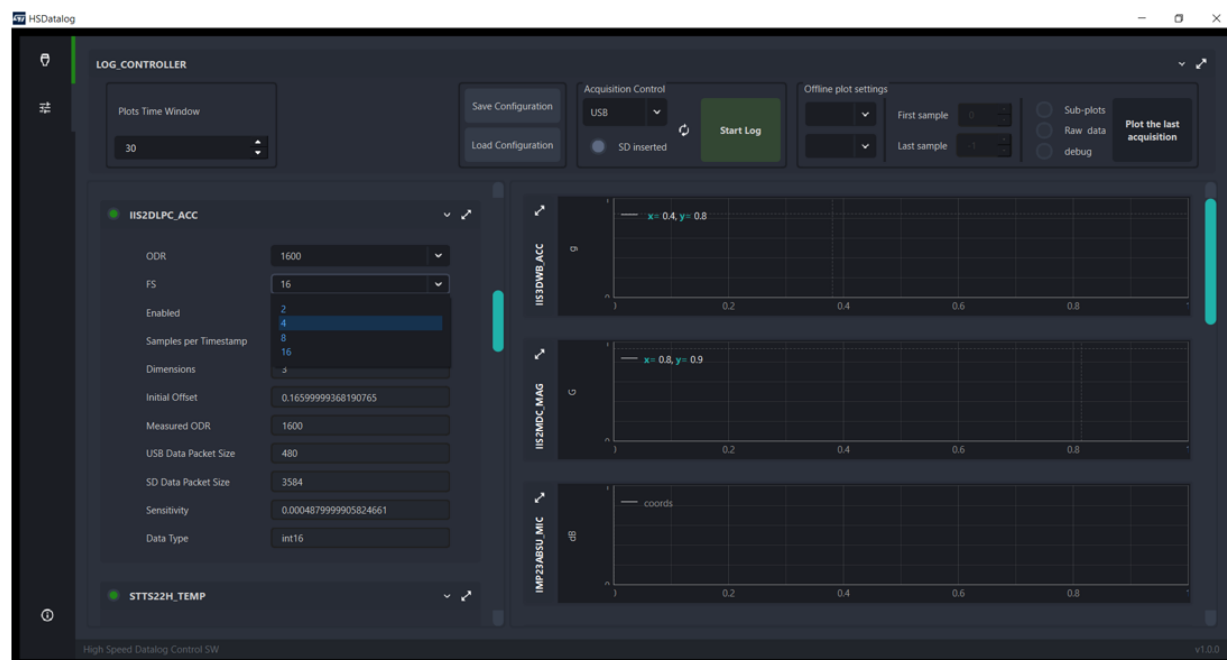 HSDatalog
LOG_CONTROLLER
Plots Time Window
30
Save Configuration
Load Configuration
Acquisition Control
USB
SD inserted
Start Log
Offline plot settings
First sample 0
Last sample -1
Sub-plots
Raw data
debug
Plot the last
acquisition
IIS2DLPC_ACC
ODR 1600
FS 16
2
4
8
16
Enabled
Samples per Timestamp
Dimensions 3
Initial Offset 0.16599999368190765
Measured ODR 1600
USB Data Packet Size 480
SD Data Packet Size 3584
Sensitivity 0.0004879999905824661
Data Type int16
STTS22H_TEMP
IIS3DWB_ACC
g
x= 0.4, y= 0.8
0.2 0.4 0.6 0.8
IIS2MDC_MAG
G
x= 0.8, y= 0.9
0.2 0.4 0.6 0.8
IMP23ABSU_MIC
dB
coords
0.2 0.4 0.6 0.8
High Speed Datalog Control SW
v1.0.0